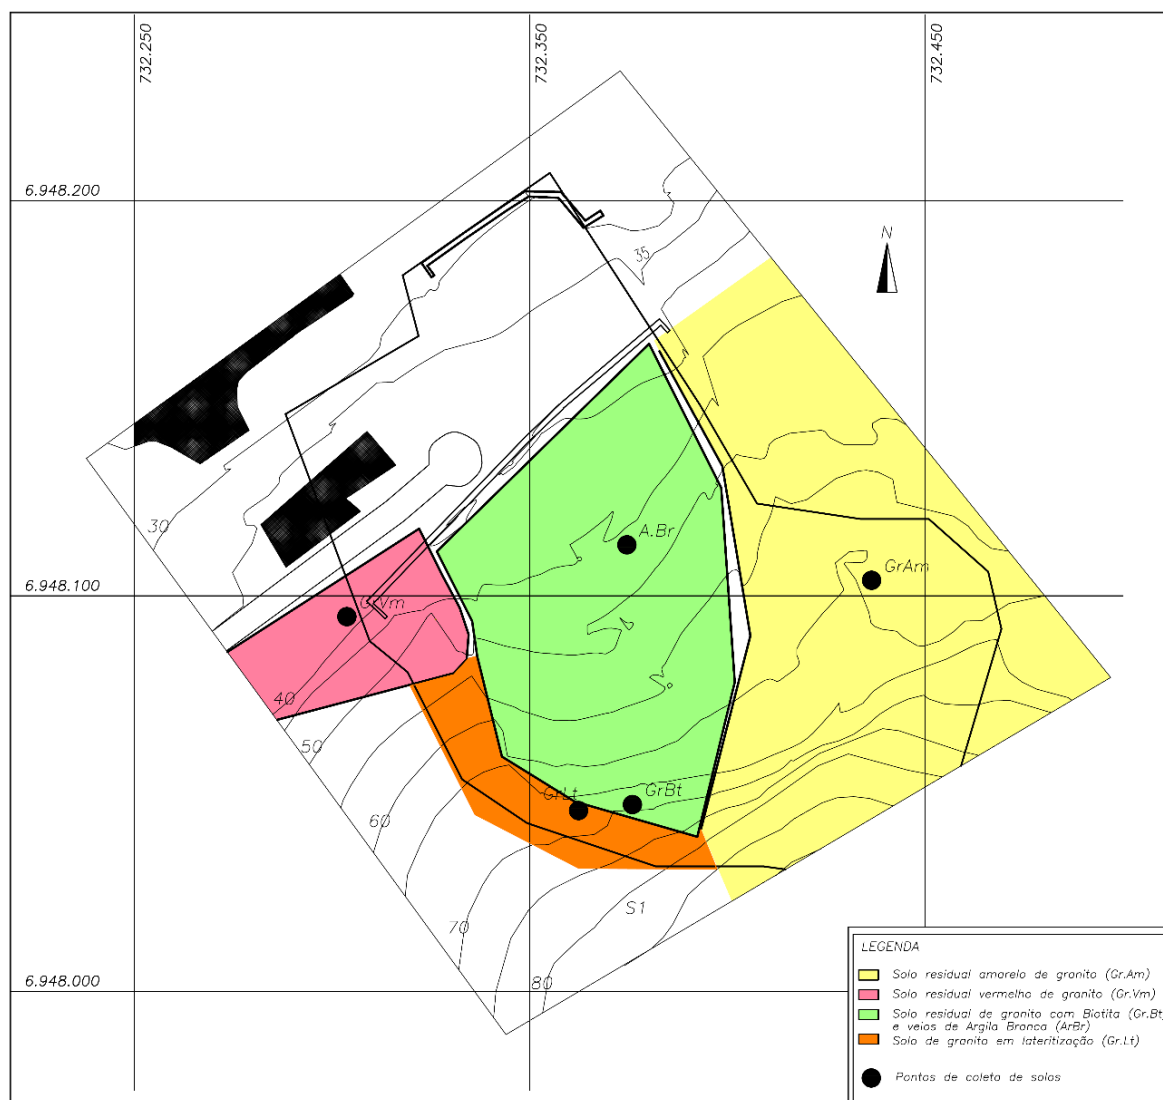 732.250
732.350
732.450
6.948.200
N
35
30
A.Br
GrAm
6.948.100
Gr.Vm
40
50
GrLt
GrBt
60
S1
70
80
6.948.000
LEGENDA
Solo residual amarelo de granito (Gr.Am)
Solo residual vermelho de granito (Gr.Vm)
Solo residual de granito com Biotita (Gr.Bt)
e veios de Argila Branca (ArBr)
Solo de granito em lateritização (Gr.Lt)
Pontos de coleta de solos